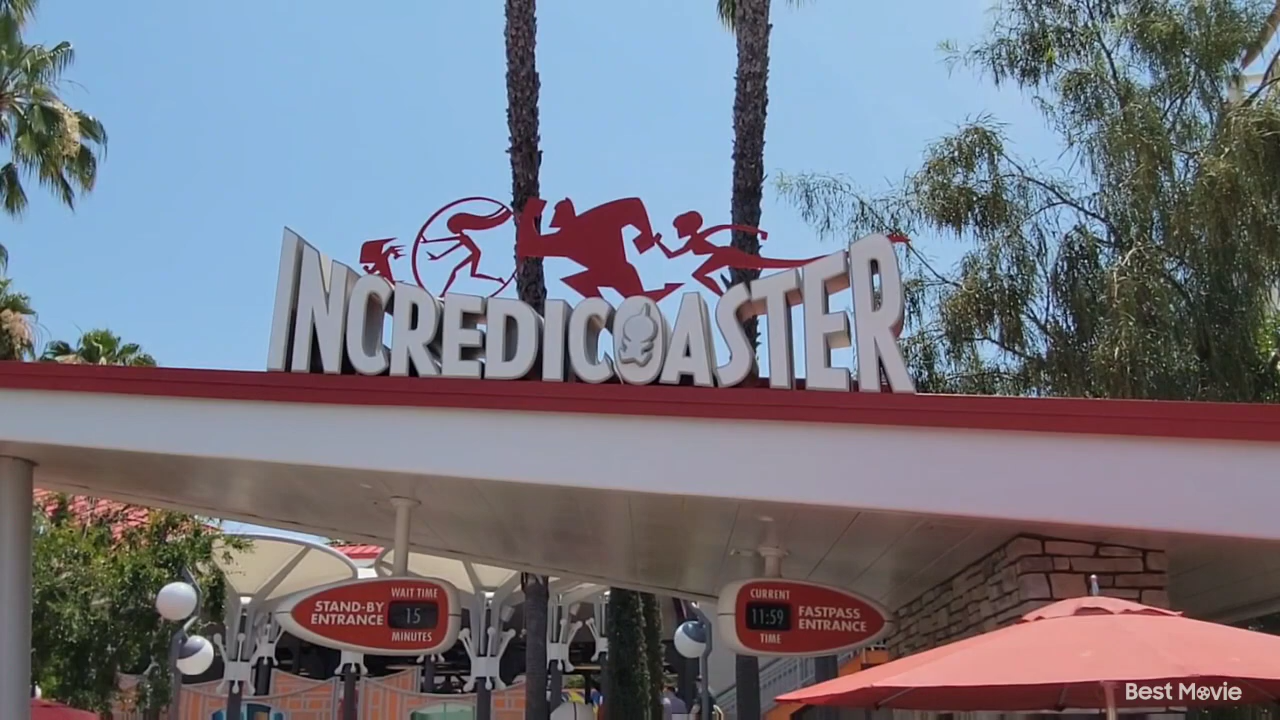 INCREDICOASTER
STAND-BY
ENTRANCE
WAIT TIME
15
MINUTES
CURRENT
11:59
TIME
FASTPASS
ENTRANCE
Best Movie